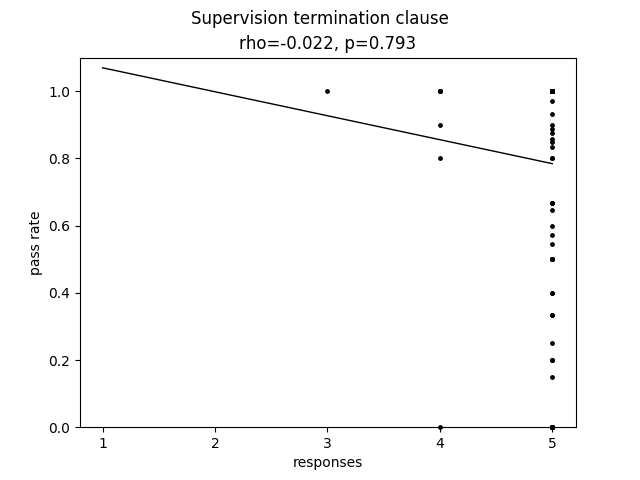 Supervision termination clause
rho=-0.022, p=0.793
1.0
0.8
0.6
0.4
0.2
0.0
pass rate
1 2 3 4 5
responses